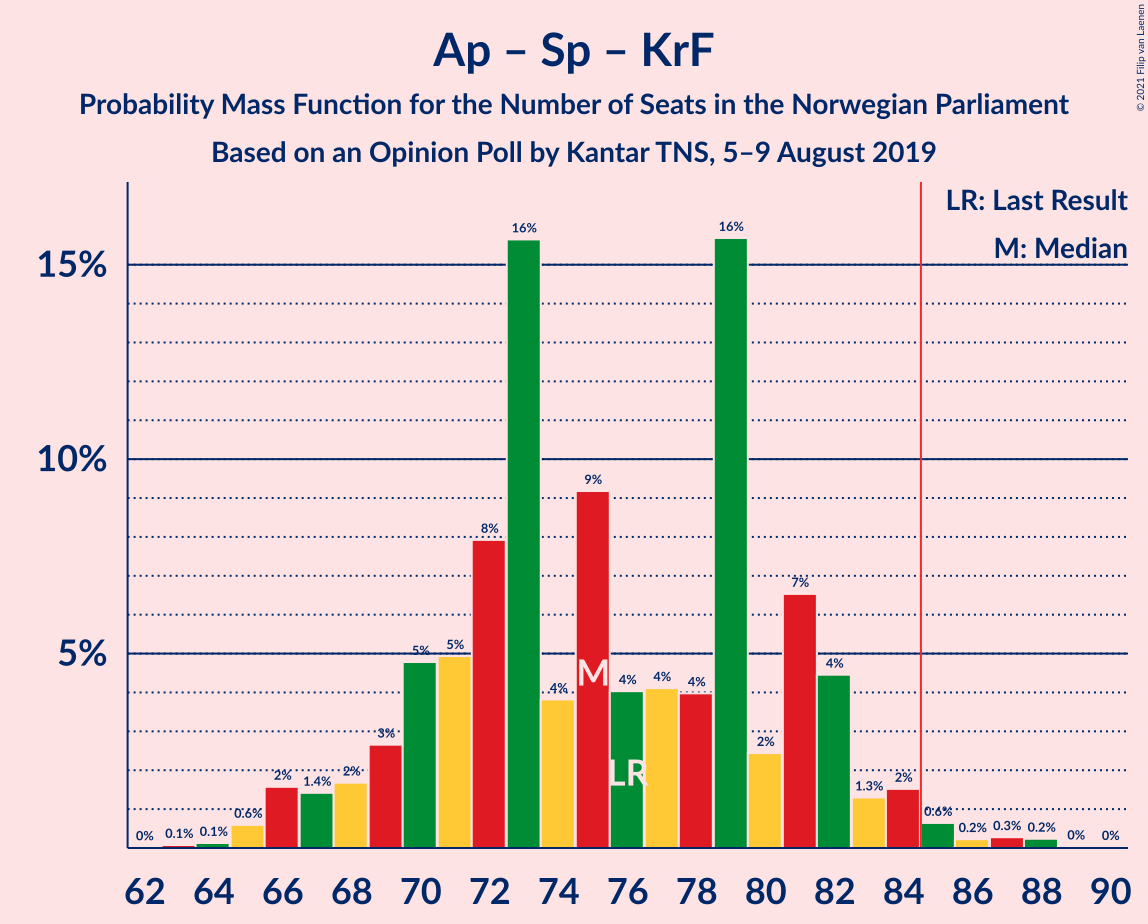 Ap – Sp – KrF
Probability Mass Function for the Number of Seats in the Norwegian Parliament
Based on an Opinion Poll by Kantar TNS, 5–9 August 2019
© 2021 Filip van Laenen
LR: Last Result
M: Median
15%
10%
5%
0% 0.1% 0.1% 0.6% 2% 1.4% 2% 3% 5% 5% 8% 16% 4% 9% 4% 4% 4% 16% 2% 7% 4% 1.3% 2% 0.6% 0.2% 0.3% 0.2% 0% 0%
M
LR
62 64 66 68 70 72 74 76 78 80 82 84 86 88 90